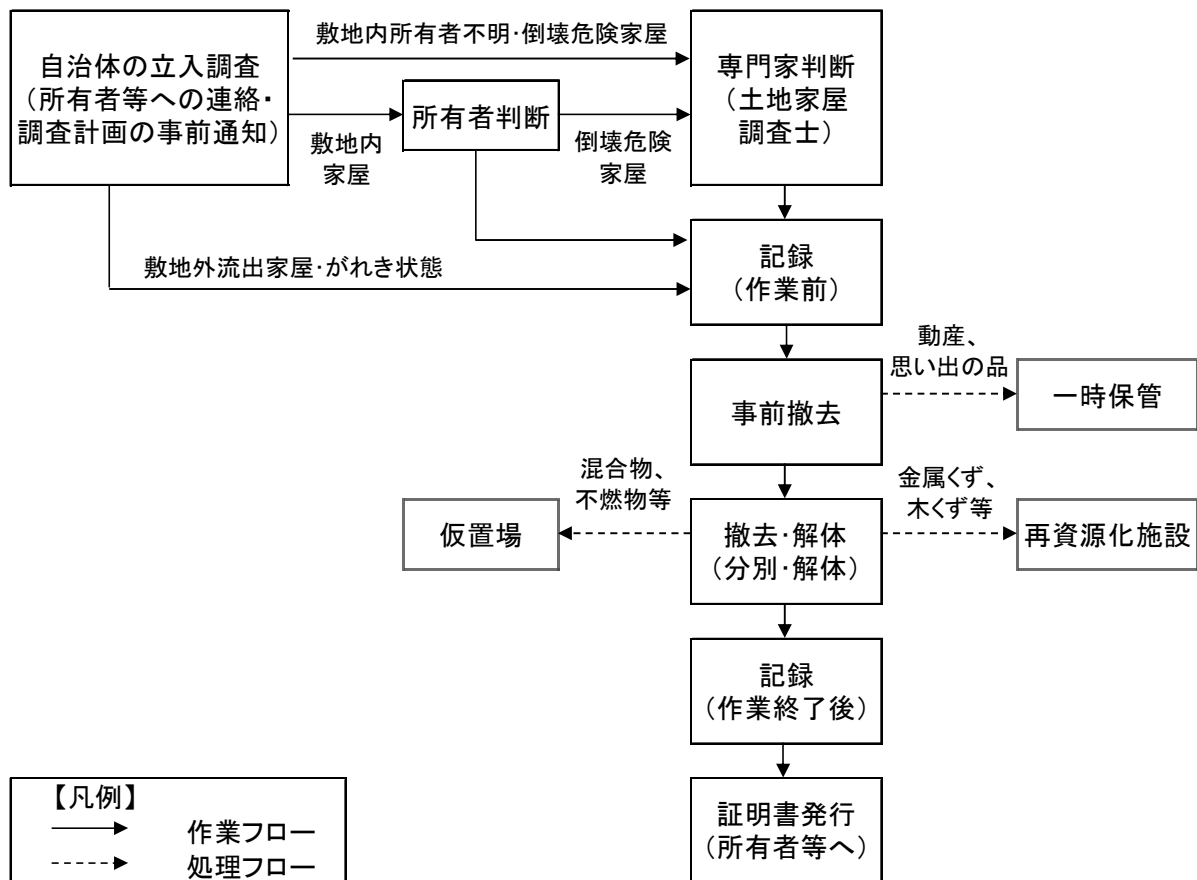 敷地内所有者不明･倒壊危険家屋
自治体の立入調査
（所有者等への連絡・
調査計画の事前通知）
敷地内
家屋
所有者判断
倒壊危険
家屋
専門家判断
（土地家屋
調査士）
敷地外流出家屋･がれき状態
記録
（作業前）
動産、
思い出の品
事前撤去
一時保管
混合物、
不燃物等
金属くず、
木くず等
仮置場
撤去･解体
（分別･解体）
再資源化施設
記録
（作業終了後）
証明書発行
（所有者等へ）
【凡例】
作業フロー
処理フロー